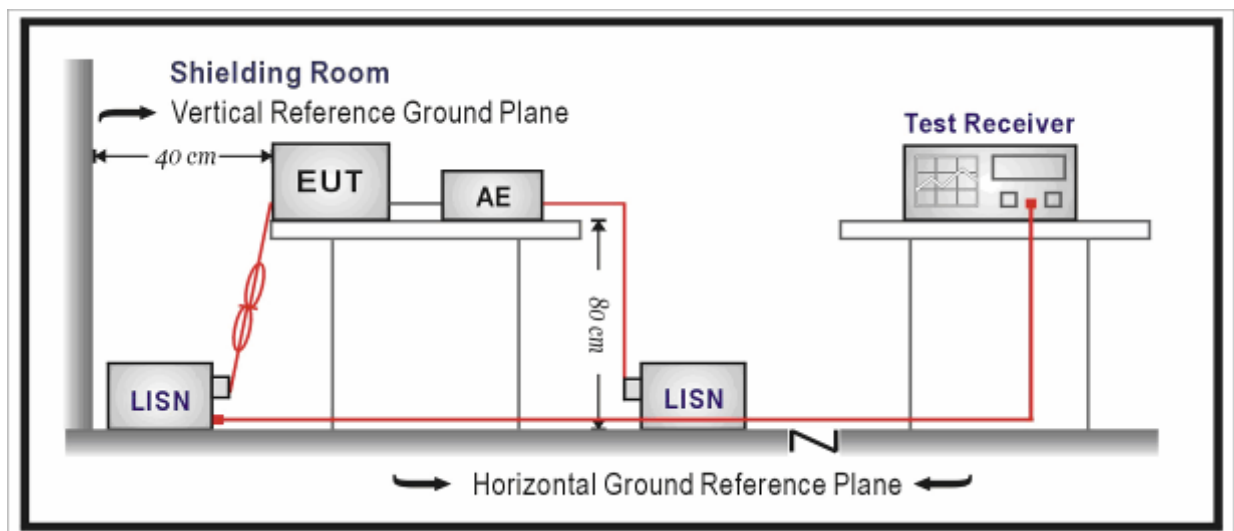 Shielding Room
Vertical Reference Ground Plane
40 cm
EUT
AE
Test Receiver
80 cm
LISN
LISN
Horizontal Ground Reference Plane